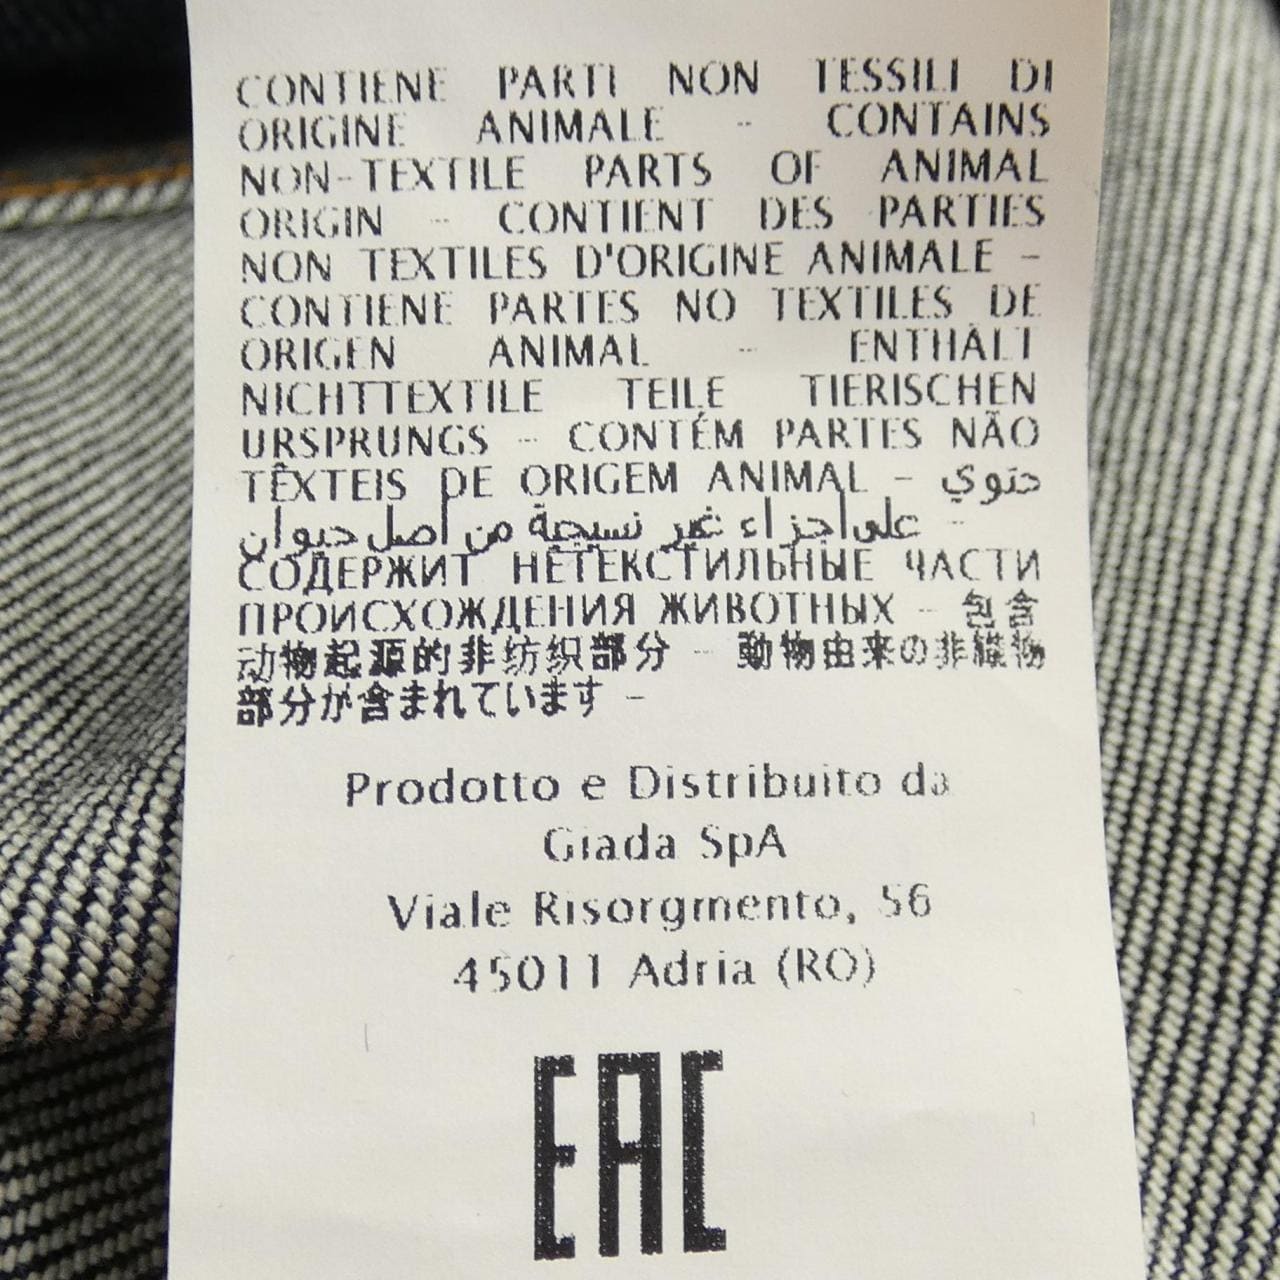 CONTIENE PARTI NON TESSILI DI
ORIGINE ANIMALE - CONTAINS
NON-TEXTILE PARTS OF ANIMAL
ORIGIN - CONTIENT DES PARTIES
NON TEXTILES D'ORIGINE ANIMALE -
CONTIENE PARTES NO TEXTILES DE
ORIGEN ANIMAL - ENTHÄLT
NICHTTEXTILE TEILE TIERISCHEN
URSPRUNGS - CONTÉM PARTES NÃO
TÊXTEIS DE ORIGEM ANIMAL - حتوي
على أجزاء غير نسيجية من أصل حيوان -
СОДЕРЖИТ НЕТЕКСТИЛЬНЫЕ ЧАСТИ
ПРОИСХОЖДЕНИЯ ЖИВОТНЫХ - 包含
动物起源的非纺织部分 - 動物由来の非織物
部分が含まれています -
Prodotto e Distribuito da
Giada SpA
Viale Risorgmento, 56
45011 Adria (RO)
EAC